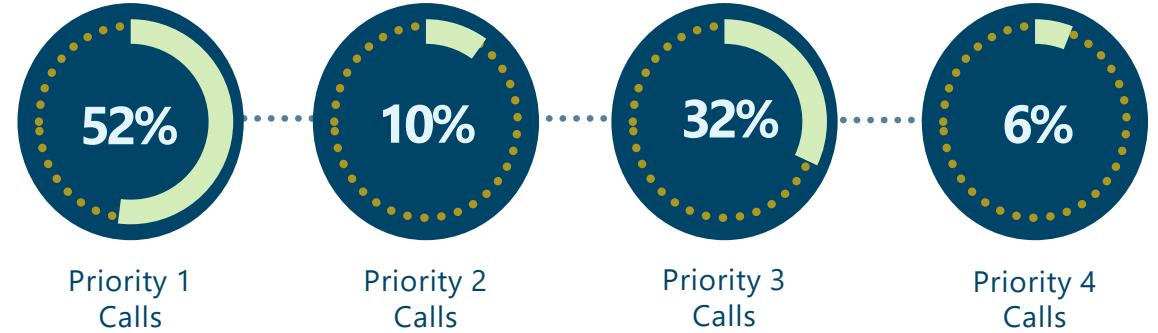 52%
10%
32%
6%
Priority 1
Calls
Priority 2
Calls
Priority 3
Calls
Priority 4
Calls